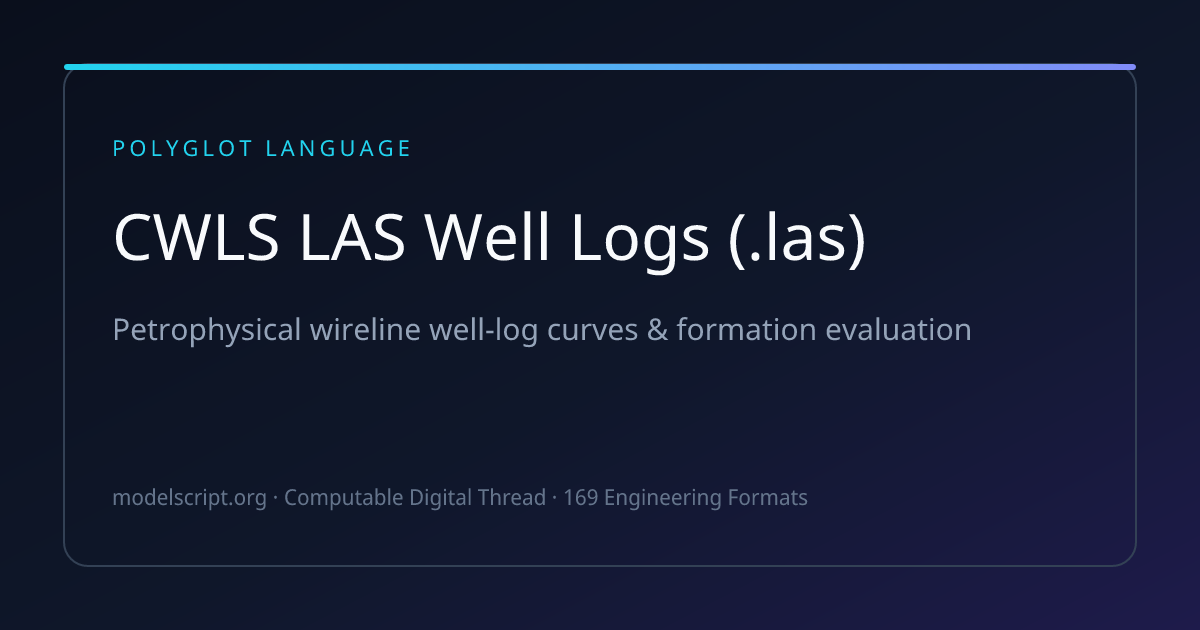 POLYGLOT LANGUAGE
CWLS LAS Well Logs (.las)
Petrophysical wireline well-log curves & formation evaluation
modelscript.org · Computable Digital Thread · 169 Engineering Formats